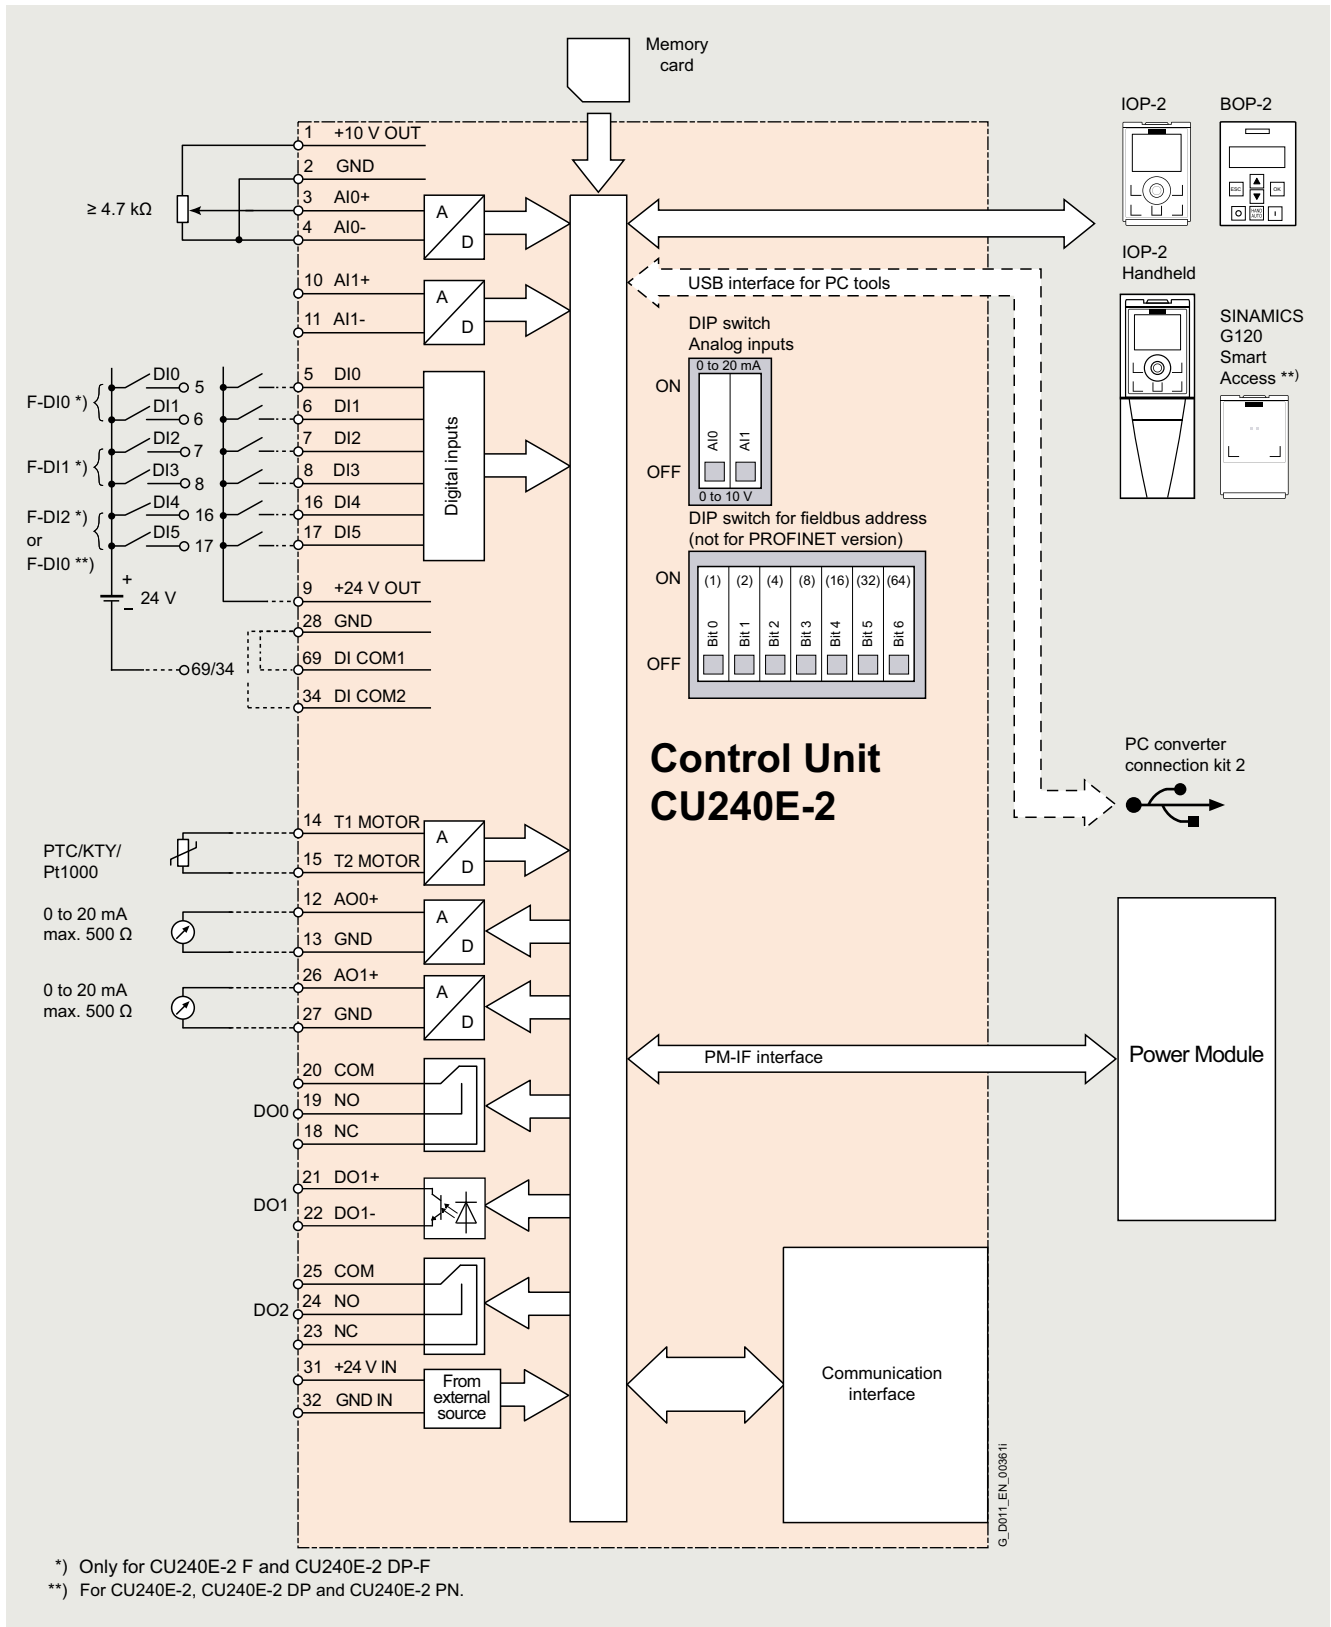 Memory
card
IOP-2
BOP-2
ESC
OK
HAND
AUTO
IOP-2
Handheld
SINAMICS
G120
Smart
Access **)
1 +10 V OUT
2 GND
3 AI0+
4 AI0-
≥ 4.7 kΩ
A
D
10 AI1+
11 AI1-
A
D
USB interface for PC tools
DIP switch
Analog inputs
0 to 20 mA
ON
AI0
AI1
OFF
0 to 10 V
DIP switch for fieldbus address
(not for PROFINET version)
ON
(1) (2) (4) (8) (16) (32) (64)
Bit 0
Bit 1
Bit 2
Bit 3
Bit 4
Bit 5
Bit 6
OFF
F-DI0 *)
F-DI1 *)
F-DI2 *)
or
F-DI0 **)
DI0 5
DI1 6
DI2 7
DI3 8
DI4 16
DI5 17
+
–
24 V
69/34
5 DI0
6 DI1
7 DI2
8 DI3
16 DI4
17 DI5
Digital inputs
9 +24 V OUT
28 GND
69 DI COM1
34 DI COM2
Control Unit
CU240E-2
PC converter
connection kit 2
PTC/KTY/
Pt1000
14 T1 MOTOR
15 T2 MOTOR
A
D
0 to 20 mA
max. 500 Ω
12 AO0+
13 GND
A
D
0 to 20 mA
max. 500 Ω
26 AO1+
27 GND
A
D
PM-IF interface
Power Module
DO0
20 COM
19 NO
18 NC
DO1
21 DO1+
22 DO1-
DO2
25 COM
24 NO
23 NC
31 +24 V IN
32 GND IN
From
external
source
Communication
interface
G_D011_EN_00361i
*) Only for CU240E-2 F and CU240E-2 DP-F
**) For CU240E-2, CU240E-2 DP and CU240E-2 PN.